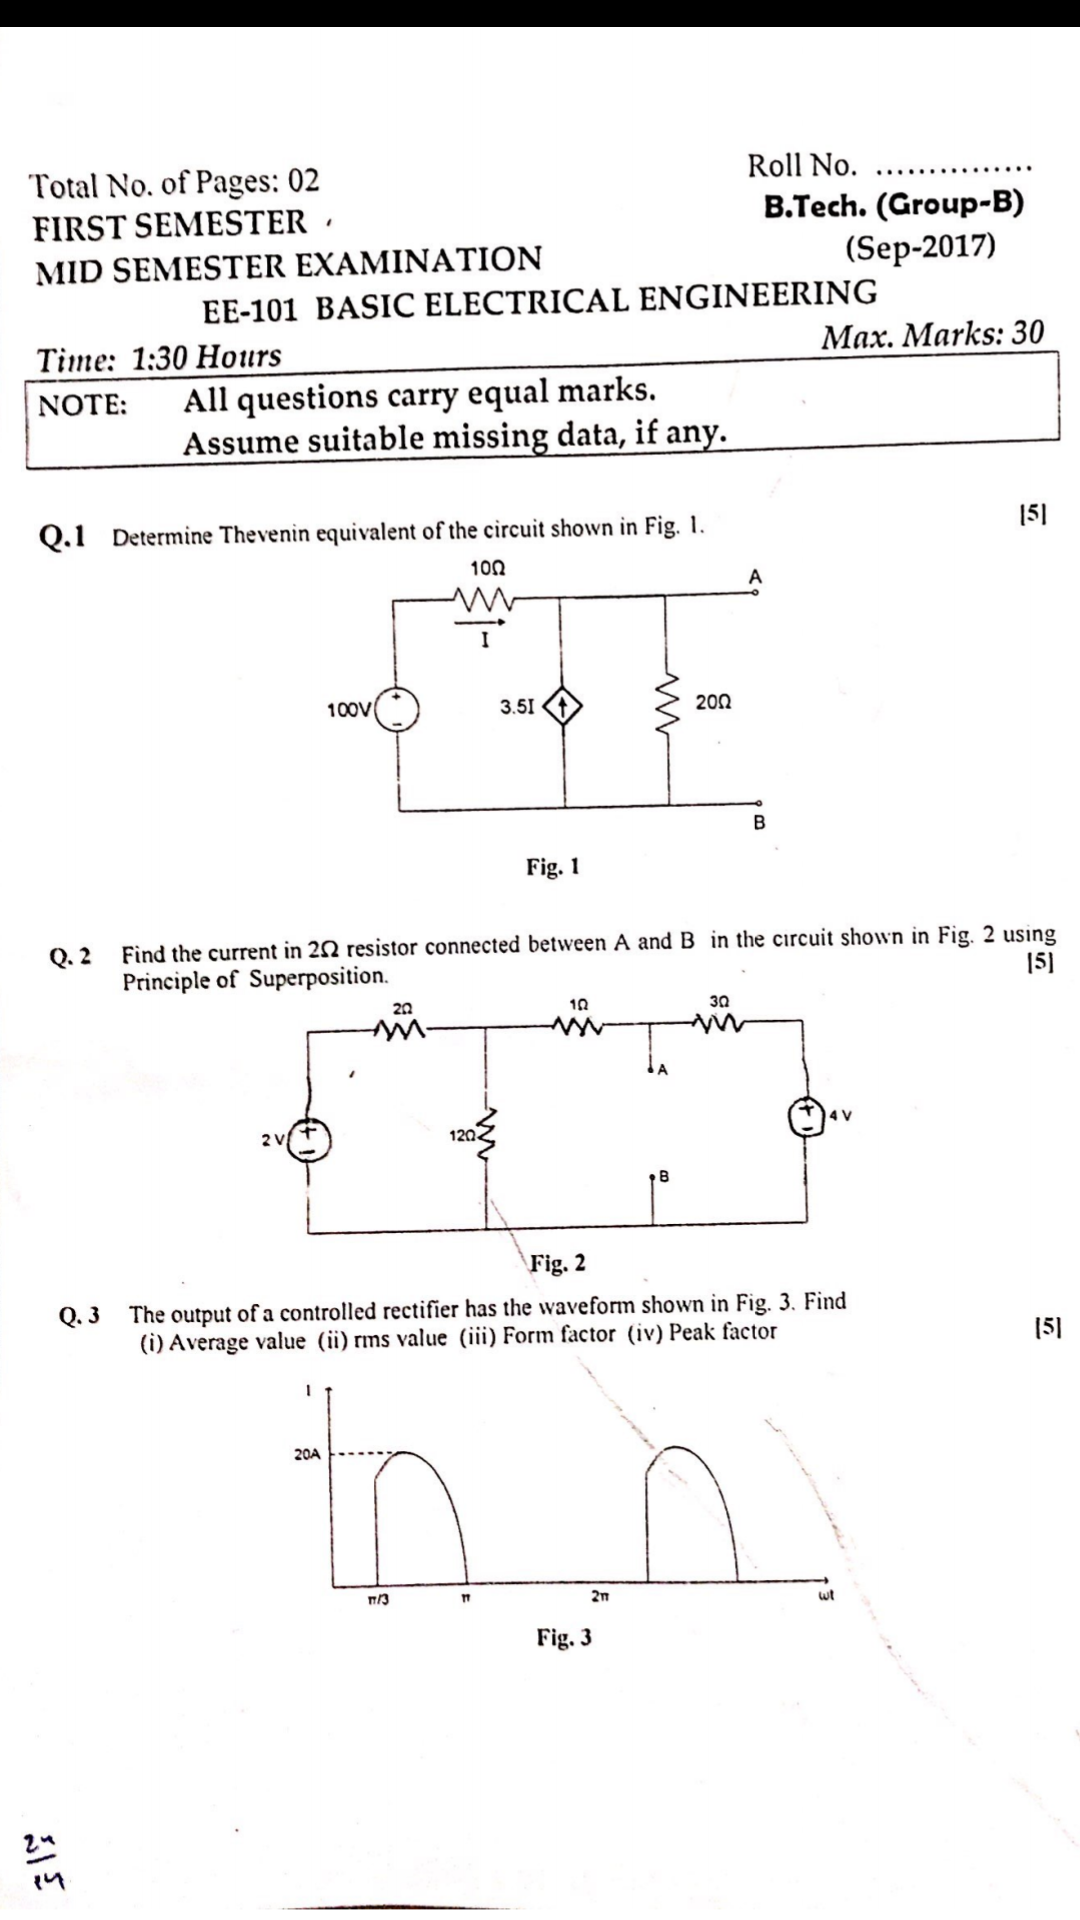 Total No. of Pages: 02
Roll No. ...............
FIRST SEMESTER
B.Tech. (Group-B)
MID SEMESTER EXAMINATION
(Sep-2017)
EE-101 BASIC ELECTRICAL ENGINEERING
Time: 1:30 Hours
Max. Marks: 30
NOTE: All questions carry equal marks.
Assume suitable missing data, if any.
Q.1 Determine Thevenin equivalent of the circuit shown in Fig. 1. [5]
10Ω
A
I
100V
+
-
3.5I
20Ω
B
Fig. 1
Q. 2 Find the current in 2Ω resistor connected between A and B in the circuit shown in Fig. 2 using
Principle of Superposition. [5]
2Ω
1Ω
3Ω
A
2 V
+
-
12Ω
+
-
4 V
B
Fig. 2
Q. 3 The output of a controlled rectifier has the waveform shown in Fig. 3. Find
(i) Average value (ii) rms value (iii) Form factor (iv) Peak factor [5]
I
20A
π/3
π
2π
ωt
Fig. 3
24
14